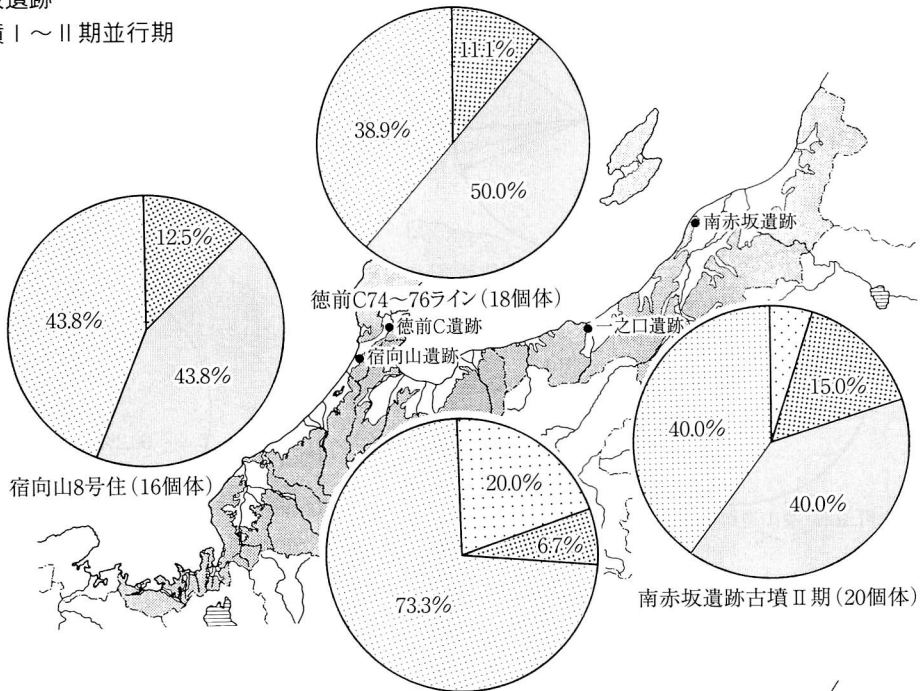 遺跡
Ⅰ～Ⅱ期並行期
11.1%
38.9%
50.0%
12.5%
43.8%
43.8%
南赤坂遺跡
徳前C74～76ライン（18個体）
徳前C遺跡
一之口遺跡
宿向山遺跡
15.0%
40.0%
40.0%
宿向山8号住（16個体）
20.0%
6.7%
73.3%
南赤坂遺跡古墳Ⅱ期（20個体）